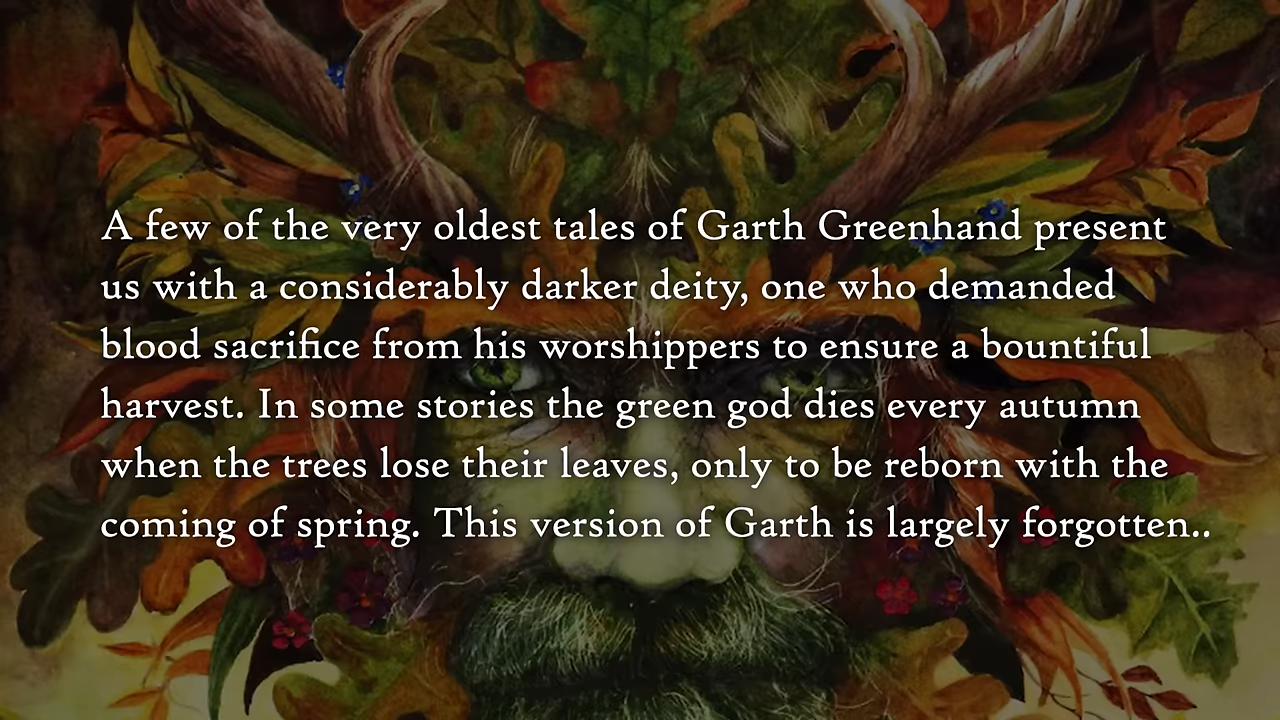 A few of the very oldest tales of Garth Greenhand present
us with a considerably darker deity, one who demanded
blood sacrifice from his worshippers to ensure a bountiful
harvest. In some stories the green god dies every autumn
when the trees lose their leaves, only to be reborn with the
coming of spring. This version of Garth is largely forgotten..